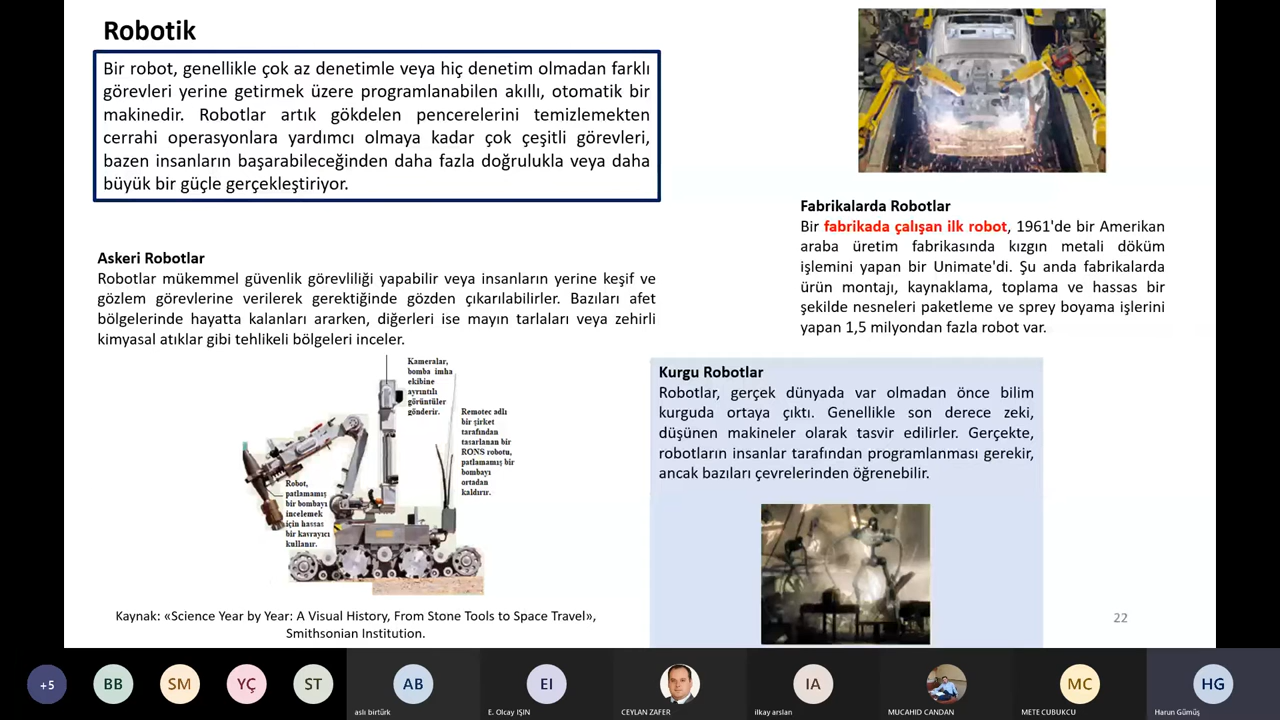 Robotik
Bir robot, genellikle çok az denetimle veya hiç denetim olmadan farklı
görevleri yerine getirmek üzere programlanabilen akıllı, otomatik bir
makinedir. Robotlar artık gökdelen pencerelerini temizlemekten
cerrahi operasyonlara yardımcı olmaya kadar çok çeşitli görevleri,
bazen insanların başarabileceğinden daha fazla doğrulukla veya daha
büyük bir güçle gerçekleştiriyor.
Askeri Robotlar
Robotlar mükemmel güvenlik görevliliği yapabilir veya insanların yerine keşif ve
gözlem görevlerine verilerek gerektiğinde gözden çıkarılabilirler. Bazıları afet
bölgelerinde hayatta kalanları ararken, diğerleri ise mayın tarlaları veya zehirli
kimyasal atıklar gibi tehlikeli bölgeleri inceler.
Kameralar,
bomba imha
ekibine
ayrıntılı
görüntüler
gönderir.
Remotec adlı
bir şirket
tarafından
tasarlanan bir
RONS robotu,
patlamamış bir
bombayı
ortadan
kaldırır.
Robot,
patlamamış
bir bombayı
incelemek
için hassas
bir kavrayıcı
kullanır.
Kaynak: «Science Year by Year: A Visual History, From Stone Tools to Space Travel»,
Smithsonian Institution.
Fabrikalarda Robotlar
Bir fabrikada çalışan ilk robot, 1961'de bir Amerikan
araba üretim fabrikasında kızgın metali döküm
işlemini yapan bir Unimate'di. Şu anda fabrikalarda
ürün montajı, kaynaklama, toplama ve hassas bir
şekilde nesneleri paketleme ve sprey boyama işlerini
yapan 1,5 milyondan fazla robot var.
Kurgu Robotlar
Robotlar, gerçek dünyada var olmadan önce bilim
kurguda ortaya çıktı. Genellikle son derece zeki,
düşünen makineler olarak tasvir edilirler. Gerçekte,
robotların insanlar tarafından programlanması gerekir,
ancak bazıları çevrelerinden öğrenebilir.
22
+5
BB
SM
YÇ
ST
AB
aslı birtürk
EI
E. Olcay IŞIN
CEYLAN ZAFER
IA
ilkay arslan
MUCAHID CANDAN
MC
METE CUBUKCU
HG
Harun Gümüş